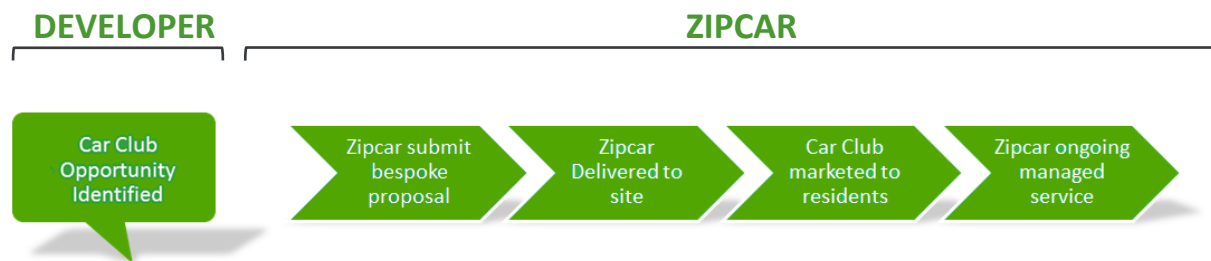 DEVELOPER
ZIPCAR
Car Club
Opportunity
Identified
Zipcar submit
bespoke
proposal
Zipcar
Delivered to
site
Car Club
marketed to
residents
Zipcar ongoing
managed
service